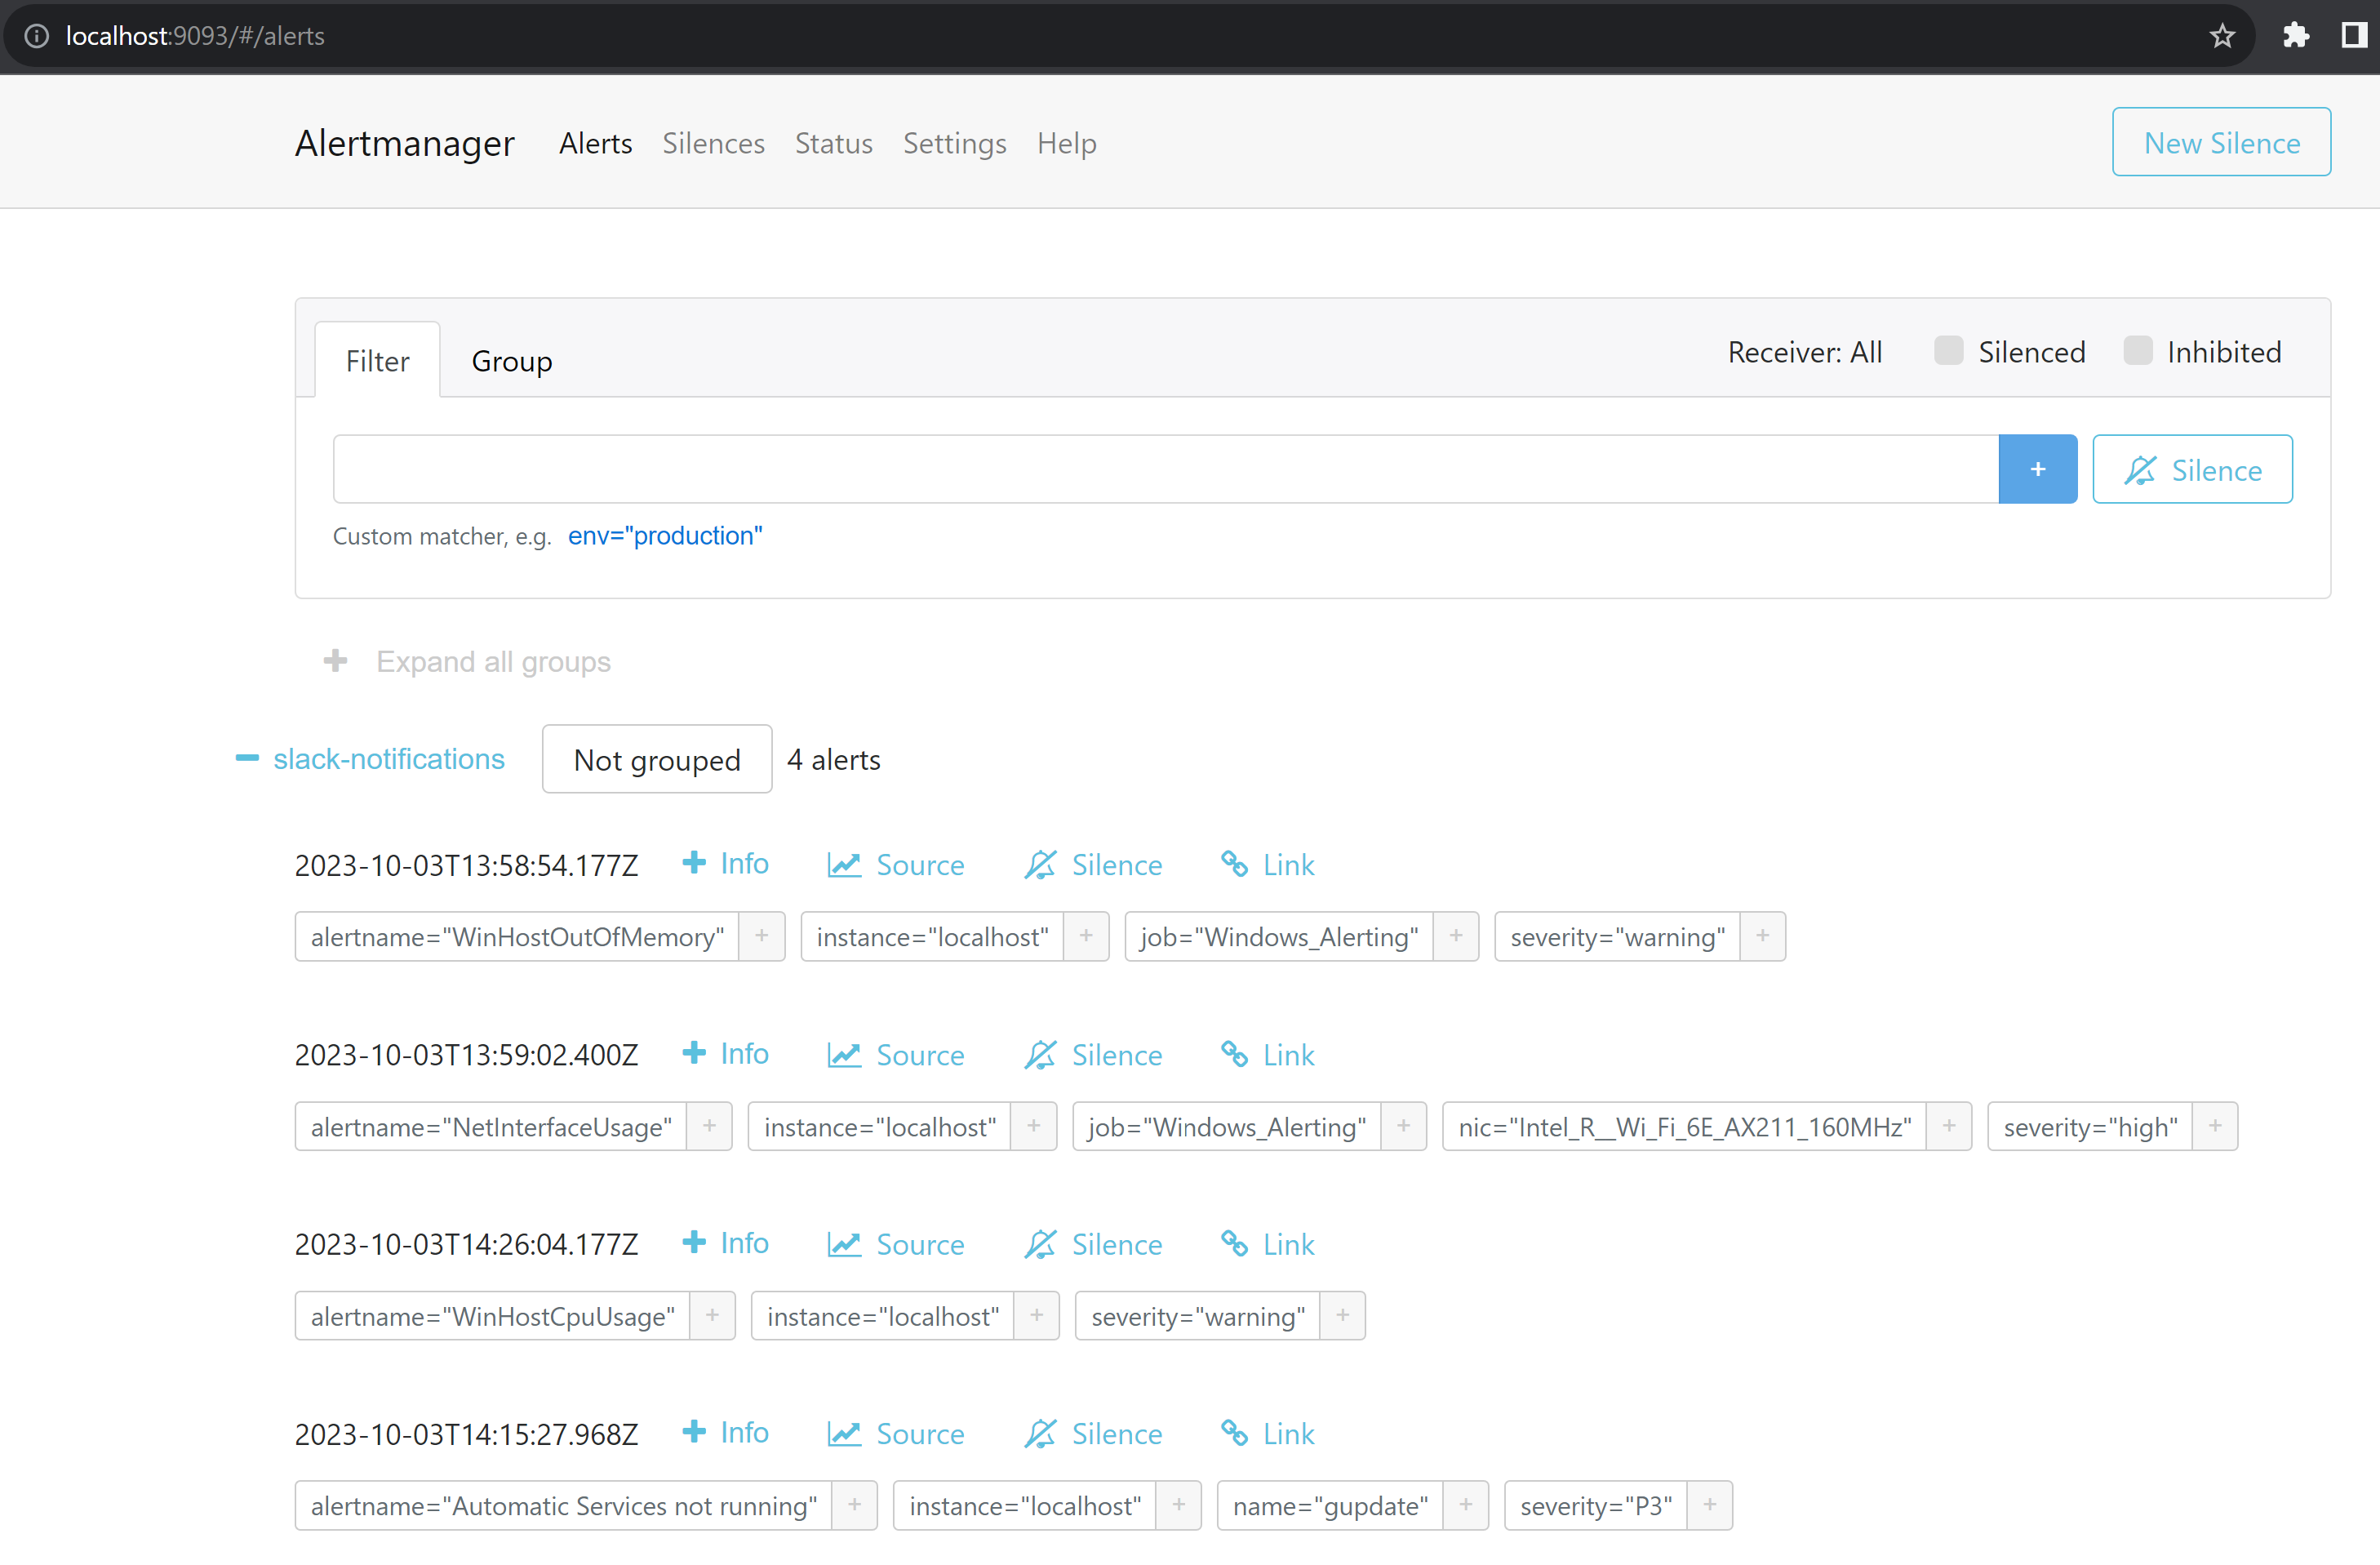 localhost:9093/#/alerts
Alertmanager Alerts Silences Status Settings Help New Silence
Filter Group Receiver: All Silenced Inhibited
+ Silence
Custom matcher, e.g. env="production"
+ Expand all groups
slack-notifications Not grouped 4 alerts
2023-10-03T13:58:54.177Z + Info Source Silence Link
alertname="WinHostOutOfMemory" + instance="localhost" + job="Windows_Alerting" + severity="warning" +
2023-10-03T13:59:02.400Z + Info Source Silence Link
alertname="NetInterfaceUsage" + instance="localhost" + job="Windows_Alerting" + nic="Intel_R__Wi_Fi_6E_AX211_160MHz" + severity="high" +
2023-10-03T14:26:04.177Z + Info Source Silence Link
alertname="WinHostCpuUsage" + instance="localhost" + severity="warning" +
2023-10-03T14:15:27.968Z + Info Source Silence Link
alertname="Automatic Services not running" + instance="localhost" + name="gupdate" + severity="P3" +